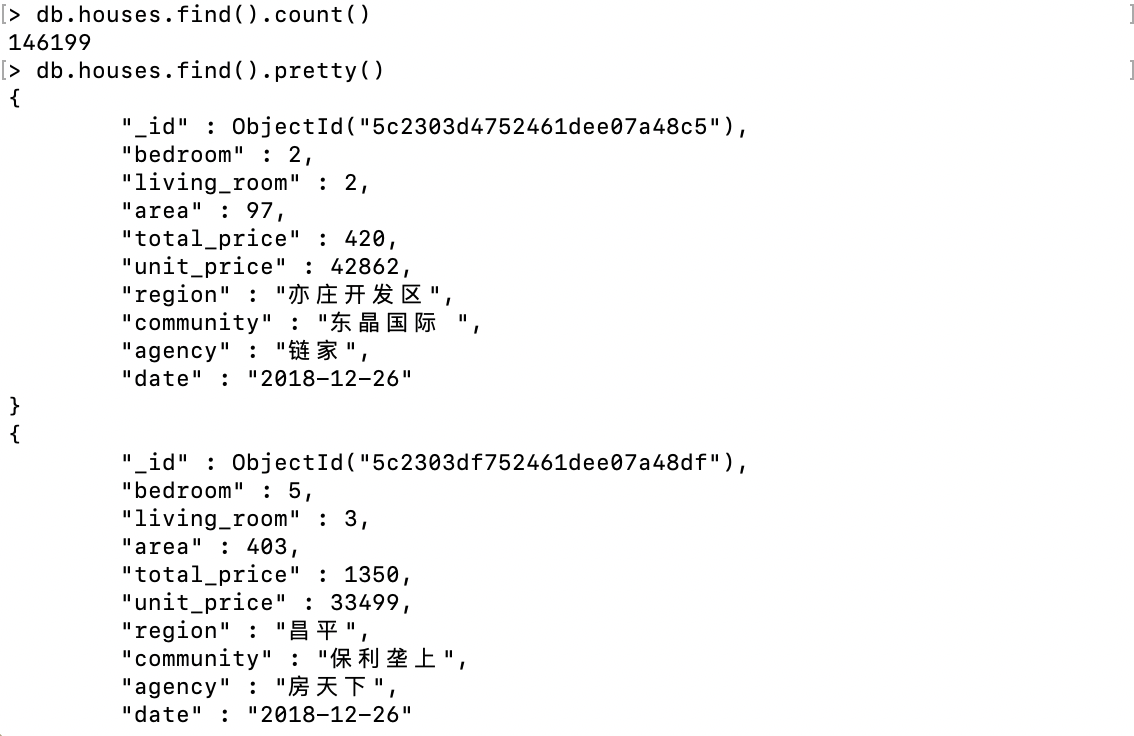 [> db.houses.find().count() ]
146199
[> db.houses.find().pretty() ]
{
"_id" : ObjectId("5c2303d4752461dee07a48c5"),
"bedroom" : 2,
"living_room" : 2,
"area" : 97,
"total_price" : 420,
"unit_price" : 42862,
"region" : "亦庄开发区",
"community" : "东晶国际 ",
"agency" : "链家",
"date" : "2018-12-26"
}
{
"_id" : ObjectId("5c2303df752461dee07a48df"),
"bedroom" : 5,
"living_room" : 3,
"area" : 403,
"total_price" : 1350,
"unit_price" : 33499,
"region" : "昌平",
"community" : "保利垄上",
"agency" : "房天下",
"date" : "2018-12-26"